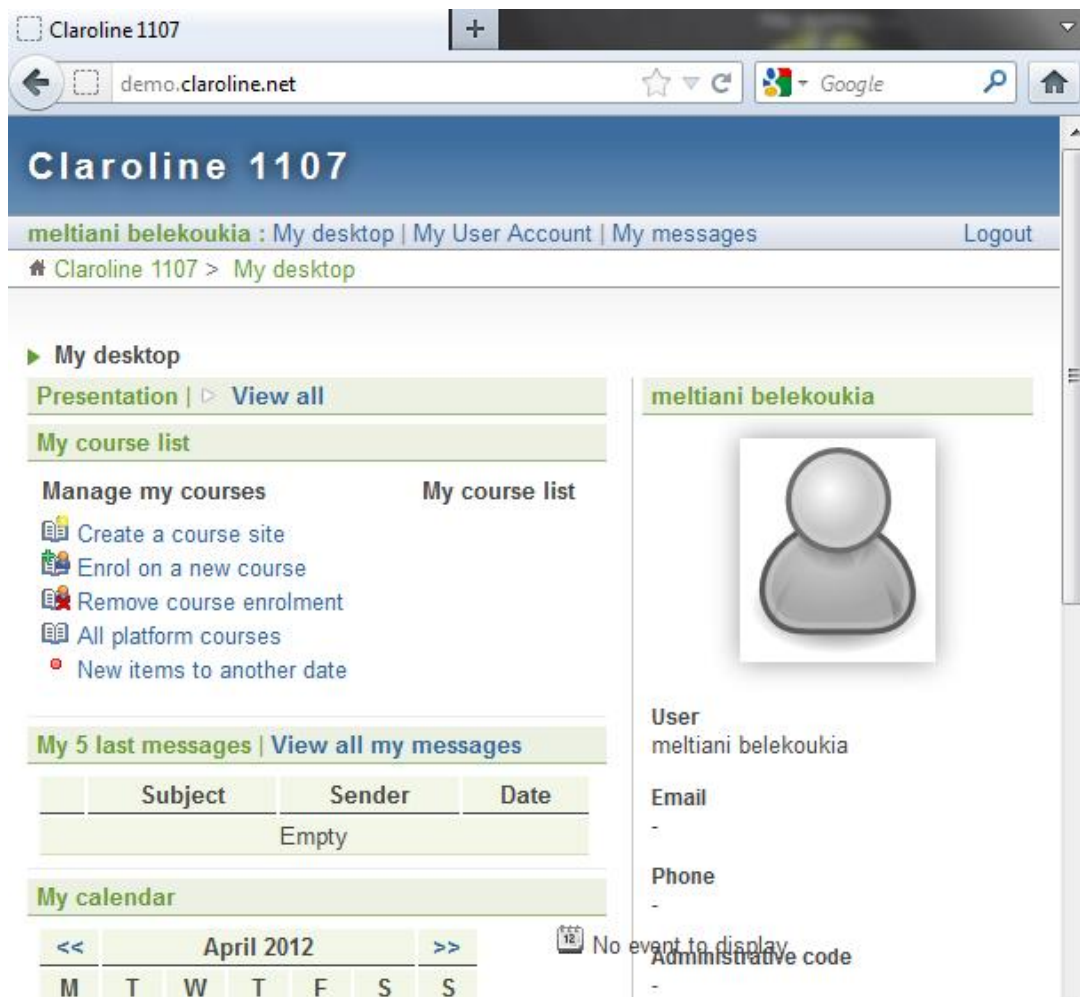 Claroline 1107
+
demo.claroline.net
Google
Claroline 1107
meltiani belekoukia : My desktop | My User Account | My messages
Logout
Claroline 1107 > My desktop
My desktop
Presentation | View all
My course list
Manage my courses
My course list
Create a course site
Enrol on a new course
Remove course enrolment
All platform courses
New items to another date
My 5 last messages | View all my messages
Subject Sender Date
Empty
My calendar
<< April 2012 >>
M T W T F S S
12 No event to display
meltiani belekoukia
User
meltiani belekoukia
Email
-
Phone
-
Administrative code
-